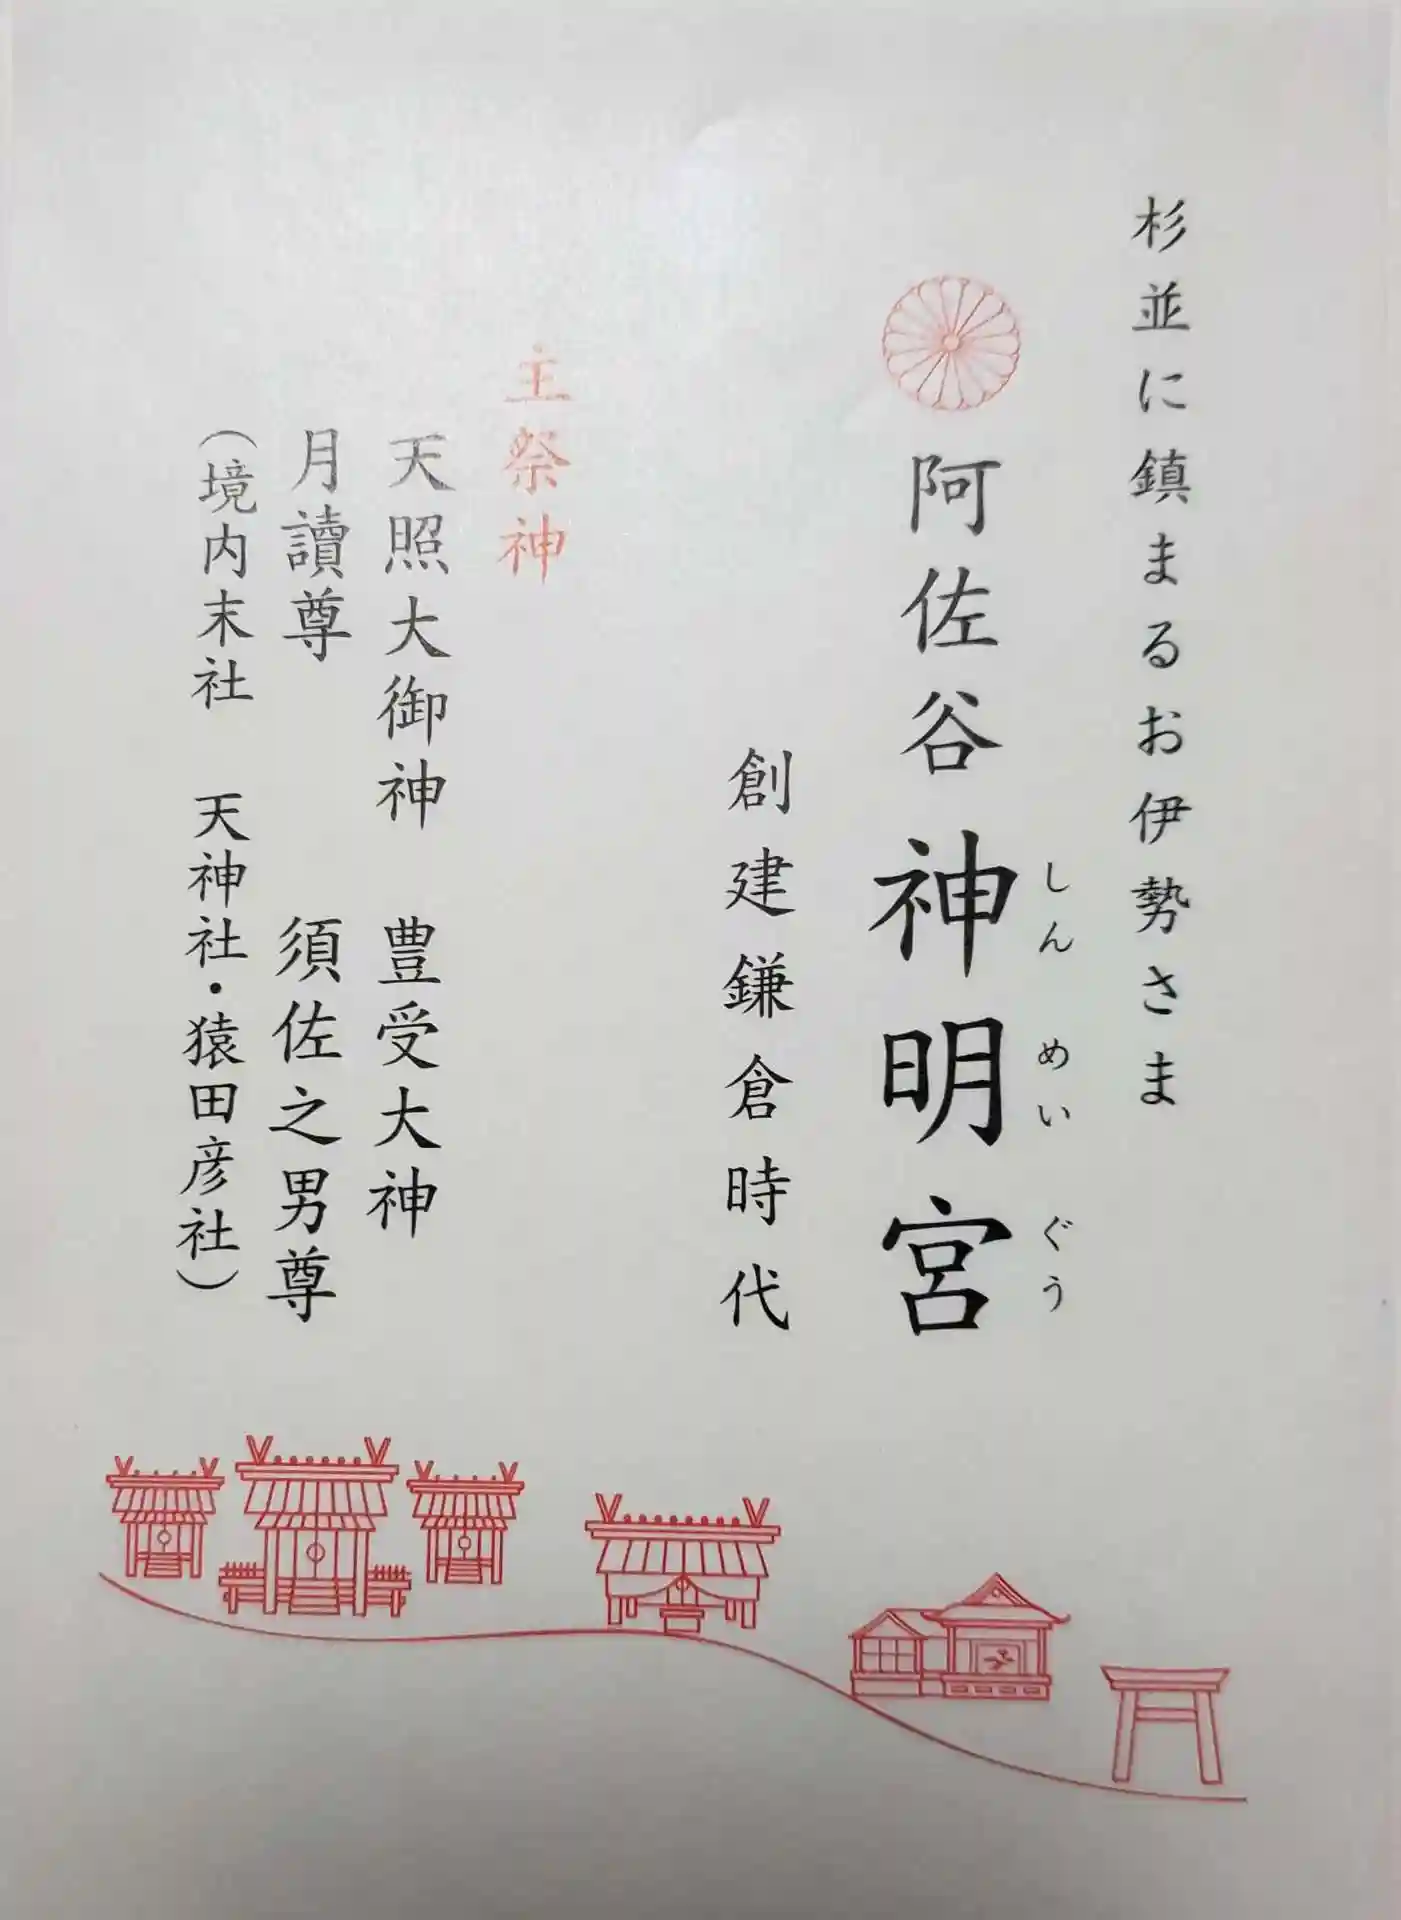 杉並に鎮まるお伊勢さま
阿佐谷神明宮
しんめいぐう
創建鎌倉時代
主祭神
天照大御神　豊受大神
月讀尊　須佐之男尊
（境内末社　天神社・猿田彦社）